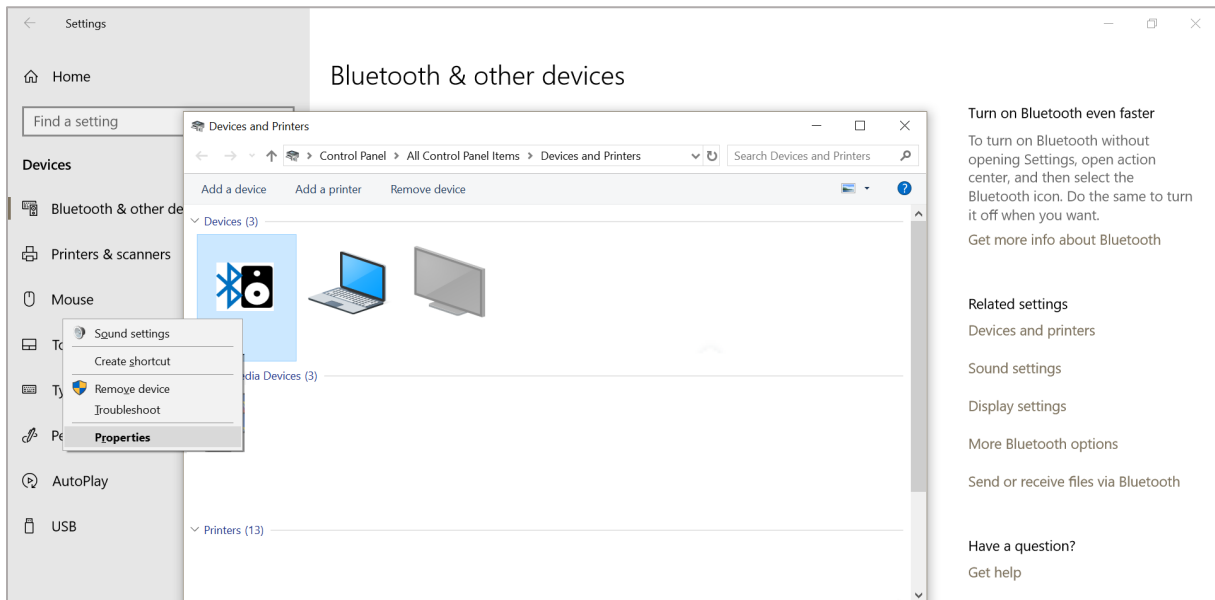 Settings
Home
Find a setting
Devices
Bluetooth & other de
Printers & scanners
Mouse
AutoPlay
USB
Bluetooth & other devices
Devices and Printers
Control Panel > All Control Panel Items > Devices and Printers
Search Devices and Printers
Add a device
Add a printer
Remove device
Devices (3)
dia Devices (3)
Printers (13)
Sound settings
Create shortcut
Remove device
Troubleshoot
Properties
Turn on Bluetooth even faster
To turn on Bluetooth without
opening Settings, open action
center, and then select the
Bluetooth icon. Do the same to turn
it off when you want.
Get more info about Bluetooth
Related settings
Devices and printers
Sound settings
Display settings
More Bluetooth options
Send or receive files via Bluetooth
Have a question?
Get help